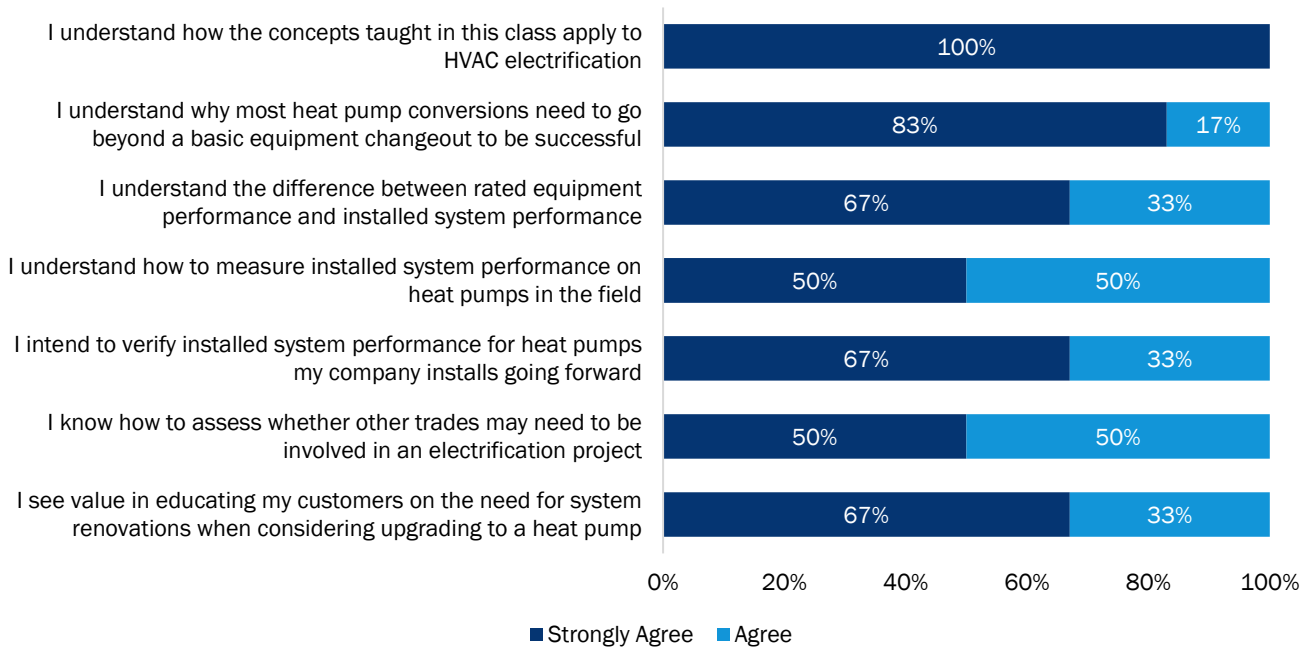 I understand how the concepts taught in this class apply to
HVAC electrification
100%
I understand why most heat pump conversions need to go
beyond a basic equipment changeout to be successful
83% 17%
I understand the difference between rated equipment
performance and installed system performance
67% 33%
I understand how to measure installed system performance on
heat pumps in the field
50% 50%
I intend to verify installed system performance for heat pumps
my company installs going forward
67% 33%
I know how to assess whether other trades may need to be
involved in an electrification project
50% 50%
I see value in educating my customers on the need for system
renovations when considering upgrading to a heat pump
67% 33%
0% 20% 40% 60% 80% 100%
Strongly Agree Agree